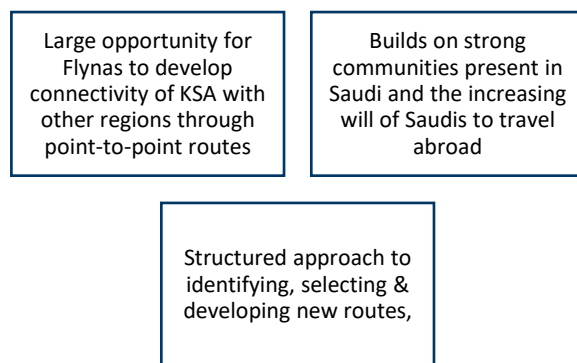 Large opportunity for
Flynas to develop
connectivity of KSA with
other regions through
point-to-point routes
Builds on strong
communities present in
Saudi and the increasing
will of Saudis to travel
abroad
Structured approach to
identifying, selecting &
developing new routes,